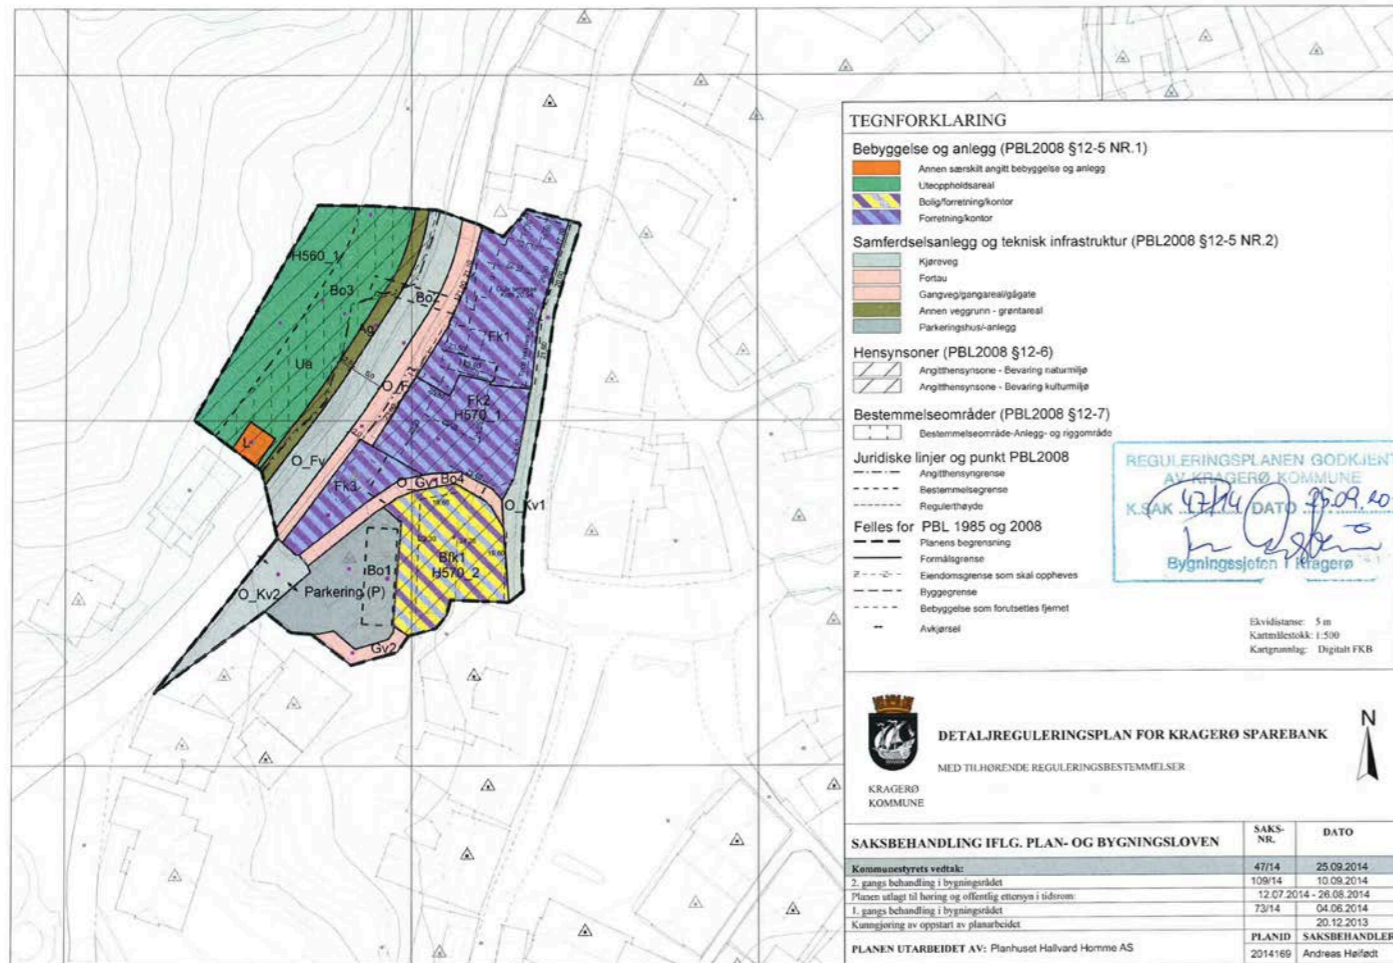 H560_1
Bo3
Ua
L
Ag
Bo2
O_F
O_Fv
Fk1
Fk2
H570_1
Fk3
O_Gv1
Bo4
O_Kv1
Bfk1
H570_2
Bo1
Parkering (P)
O_Kv2
Gv2
TEGNFORKLARING
Bebyggelse og anlegg (PBL2008 §12-5 NR.1)
Annen særskilt angitt bebyggelse og anlegg
Uteoppholdsareal
Bolig/forretning/kontor
Forretning/kontor
Samferdselsanlegg og teknisk infrastruktur (PBL2008 §12-5 NR.2)
Kjøreveg
Fortau
Gangveg/gangareal/gågate
Annen veggrunn - grøntareal
Parkeringshus/-anlegg
Hensynsoner (PBL2008 §12-6)
Angitthensynsone - Bevaring naturmiljø
Angitthensynsone - Bevaring kulturmiljø
Bestemmelseområder (PBL2008 §12-7)
Bestemmelseområde-Anlegg- og riggområde
Juridiske linjer og punkt PBL2008
Angitthensyngrense
Bestemmelsegrense
Regulerthøyde
Felles for PBL 1985 og 2008
Planens begrensning
Formålsgrense
Eiendomsgrense som skal oppheves
Byggegrense
Bebyggelse som forutsettes fjernet
Avkjørsel
REGULERINGSPLANEN GODKJENT
AV KRAGERØ KOMMUNE
K.SAK 47/14 DATO 25.09.20
Bygningssjefen i Kragerø
Ekvidistanse: 5 m
Kartmålestokk: 1:500
Kartgrunnlag: Digitalt FKB
KRAGERØ
KOMMUNE
DETALJREGULERINGSPLAN FOR KRAGERØ SPAREBANK
MED TILHØRENDE REGULERINGSBESTEMMELSER
N
SAKSBEHANDLING IFLG. PLAN- OG BYGNINGSLOVEN SAKS-NR. DATO
Kommunestyrets vedtak: 47/14 25.09.2014
2. gangs behandling i bygningsrådet 109/14 10.09.2014
Planen utlagt til høring og offentlig ettersyn i tidsrom: 12.07.2014 - 26.08.2014
1. gangs behandling i bygningsrådet 73/14 04.06.2014
Kunngjøring av oppstart av planarbeidet 20.12.2013
PLANEN UTARBEIDET AV: Planhuset Hallvard Homme AS
PLANID SAKSBEHANDLER
2014169 Andreas Høifødt